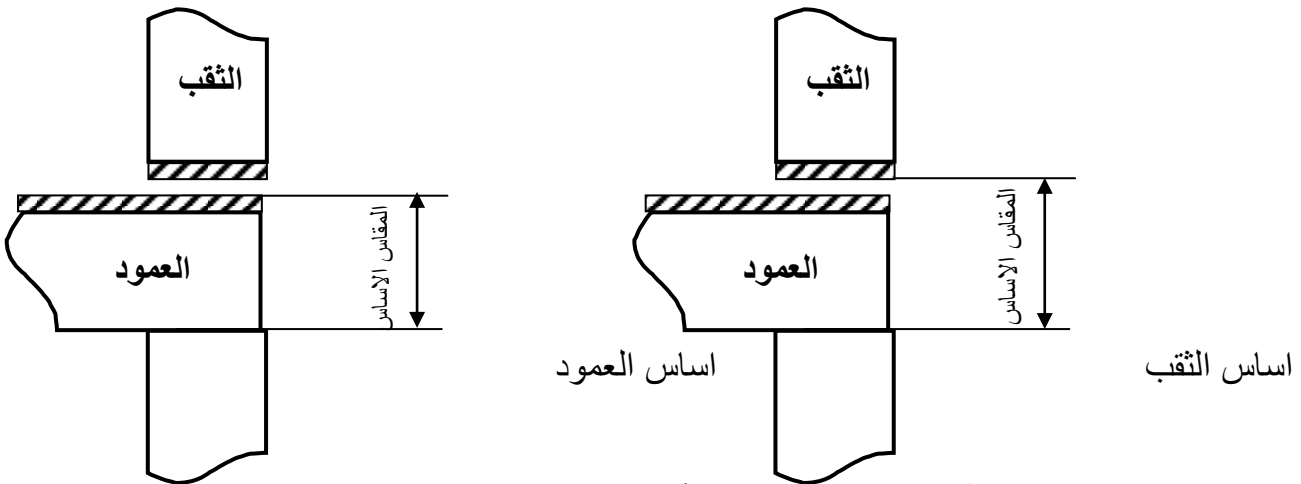 الثقب
الثقب
المقاس الاساس
المقاس الاساس
العمود
العمود
اساس الثقب
اساس العمود